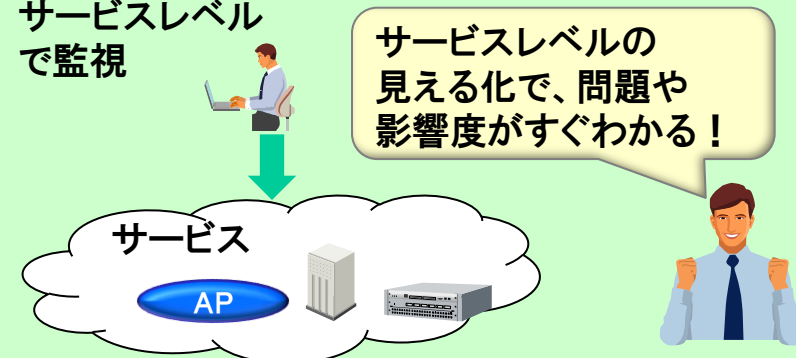 サービスレベル
で監視
サービスレベルの
見える化で、問題や
影響度がすぐわかる！
サービス
AP